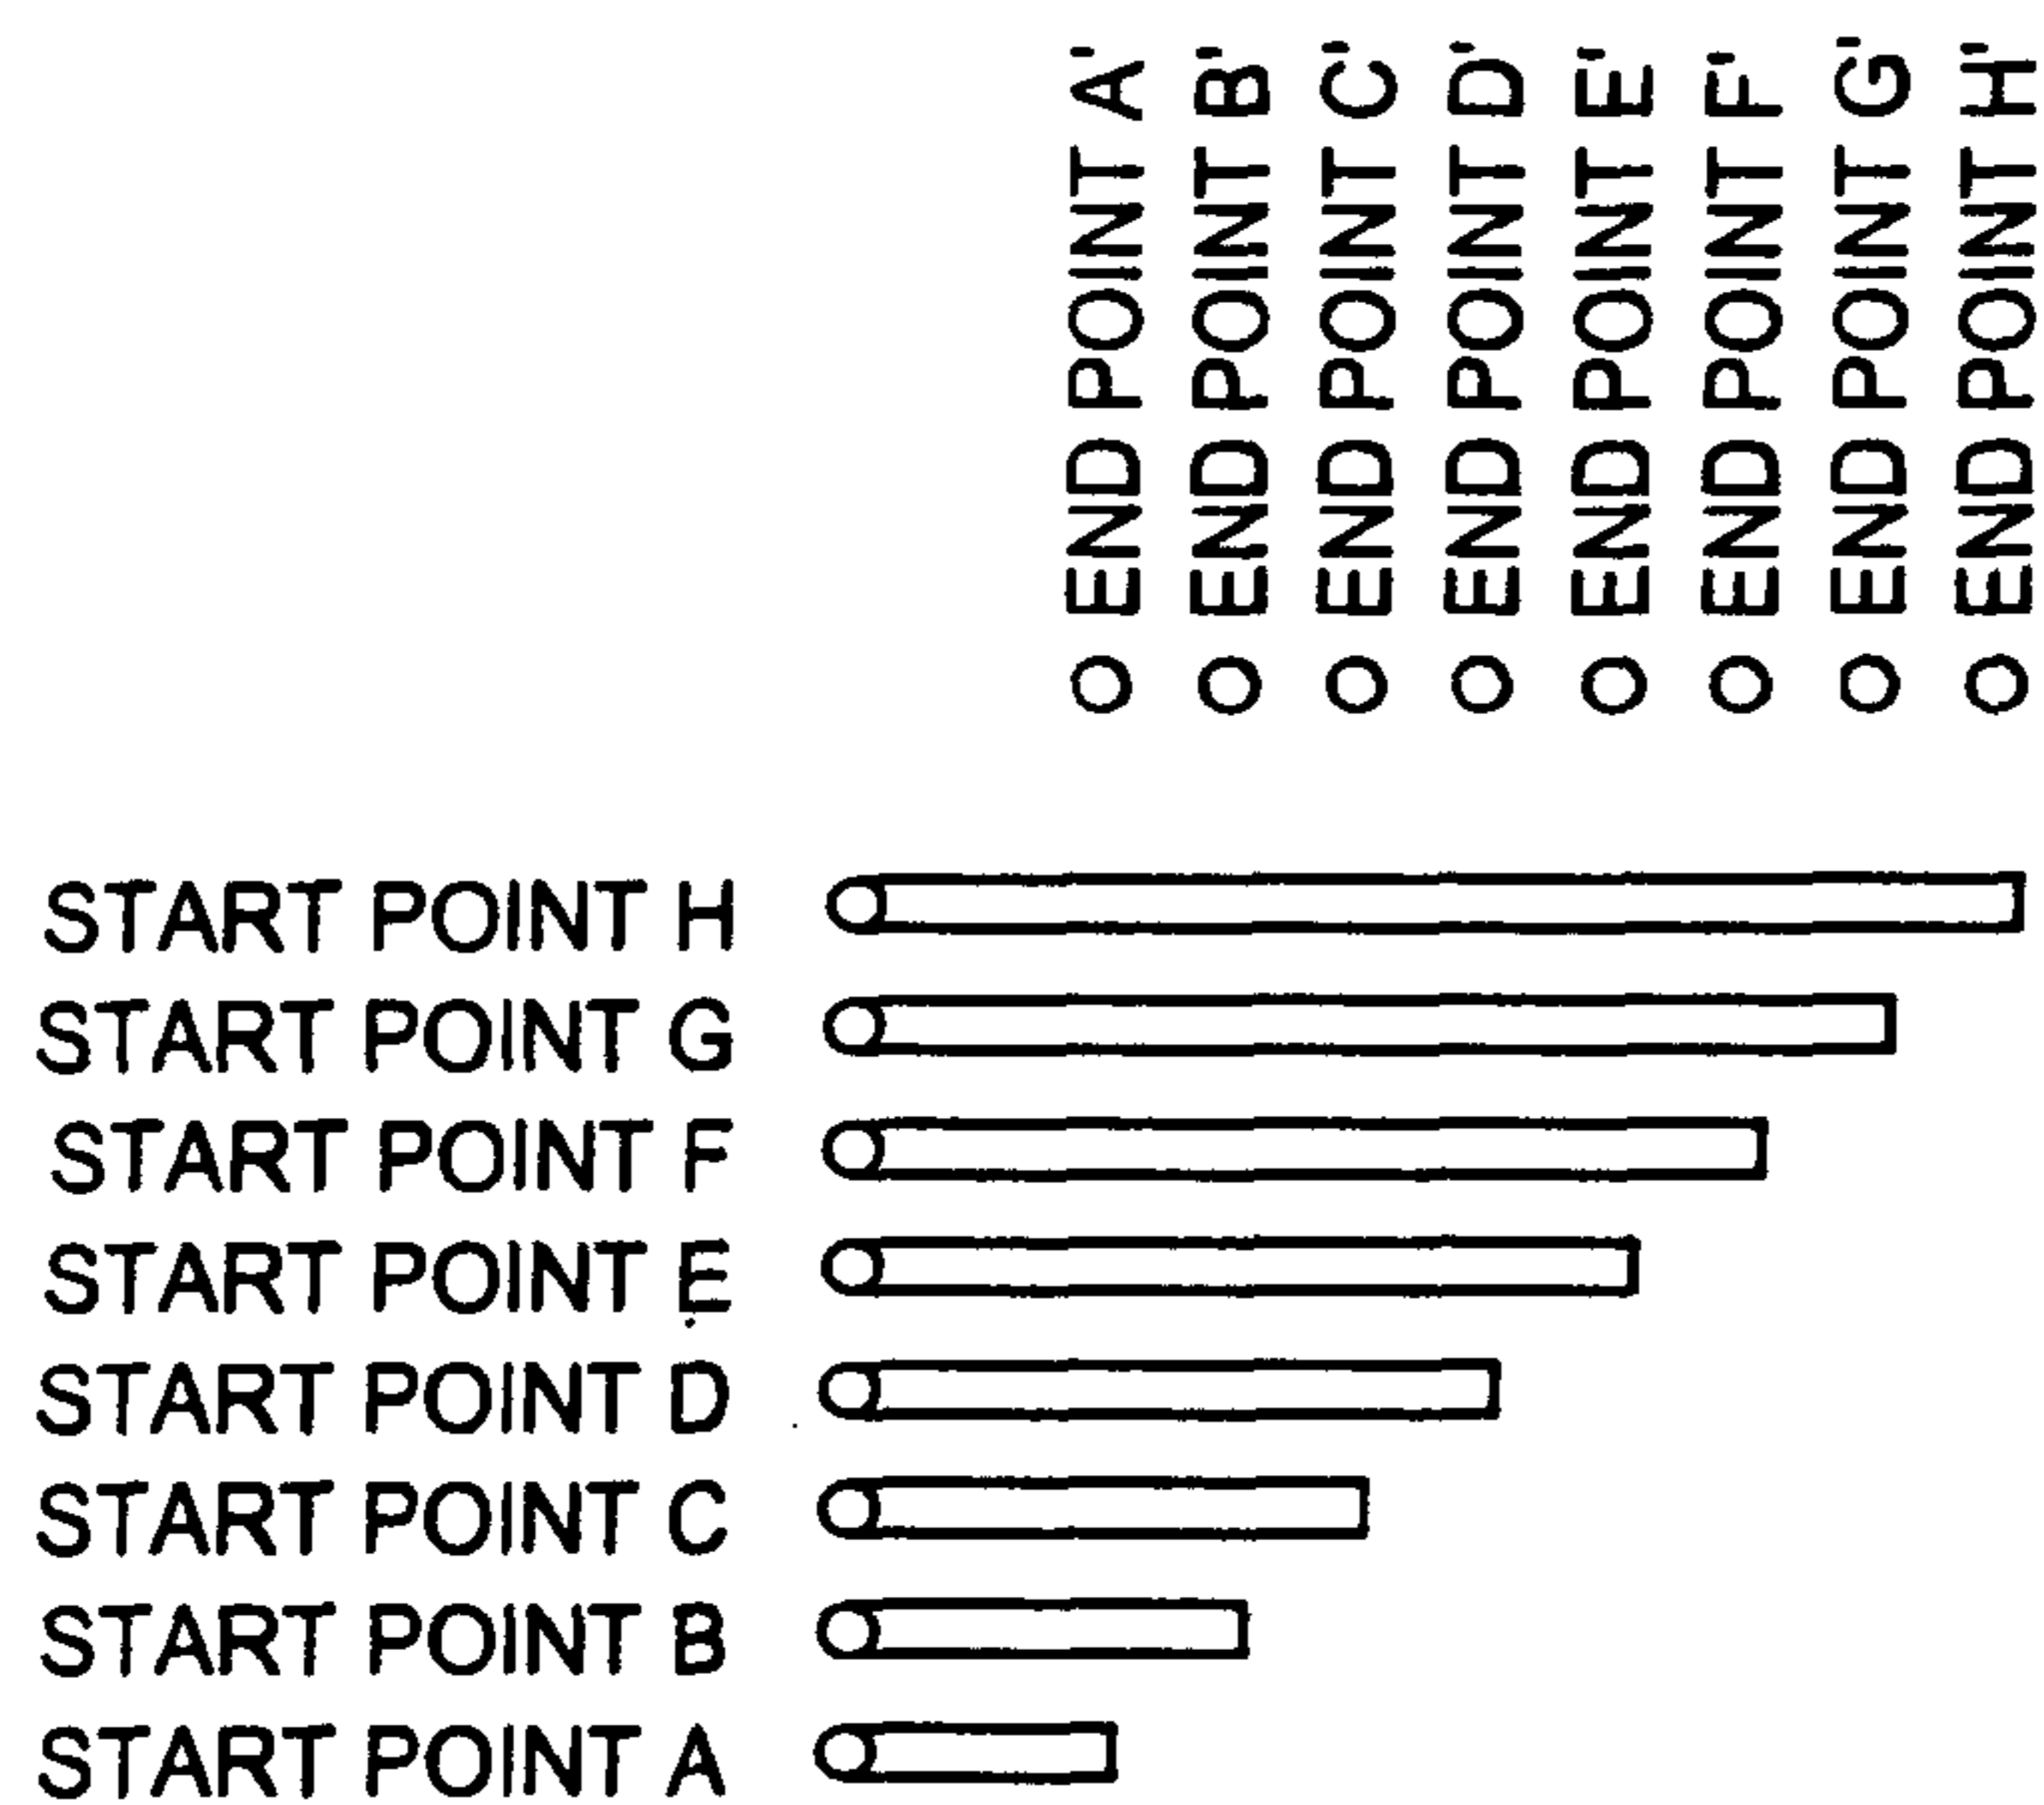 END POINT A'
END POINT B'
END POINT C'
END POINT D'
END POINT E'
END POINT F'
END POINT G'
END POINT H'
START POINT H
START POINT G
START POINT F
START POINT E
START POINT D
START POINT C
START POINT B
START POINT A